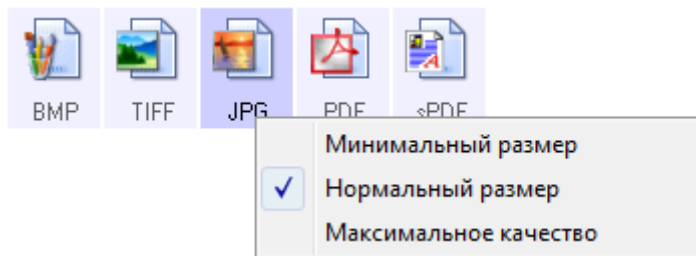 BMP TIFF JPG PDF sPDF
Минимальный размер
Нормальный размер
Максимальное качество